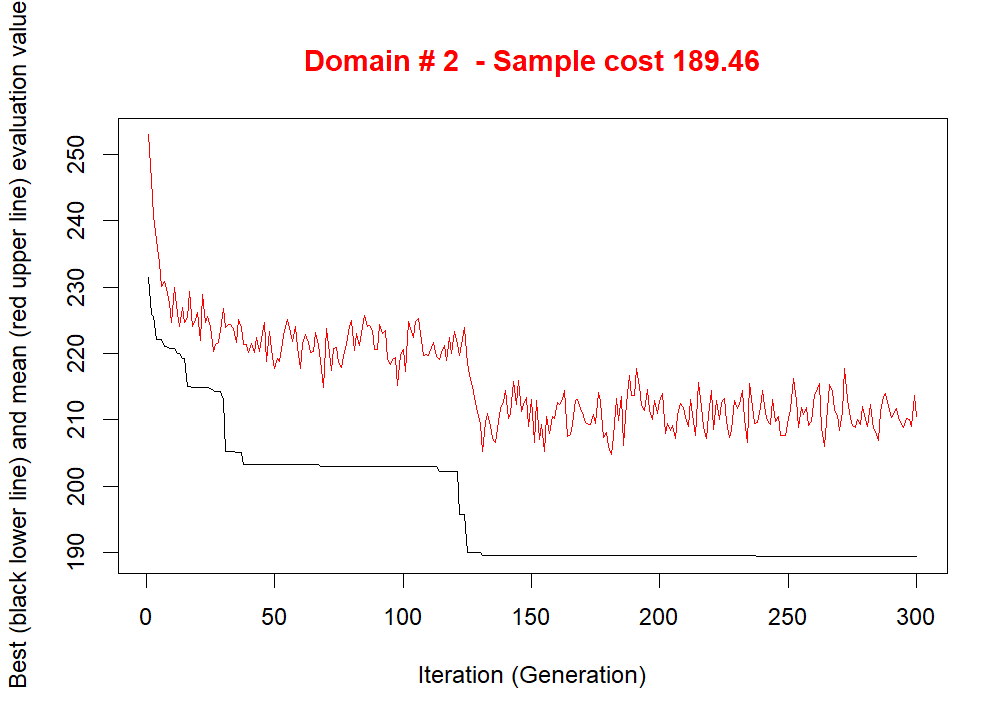 Domain # 2  - Sample cost 189.46
Best (black lower line) and mean (red upper line) evaluation value
250
240
230
220
210
200
190
0 50 100 150 200 250 300
Iteration (Generation)